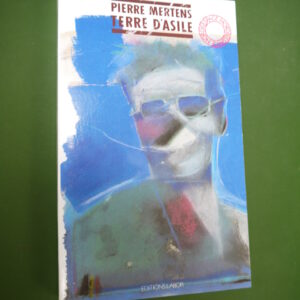 PIERRE MERTENS
TERRE D'ASILE
EDITIONS LABOR